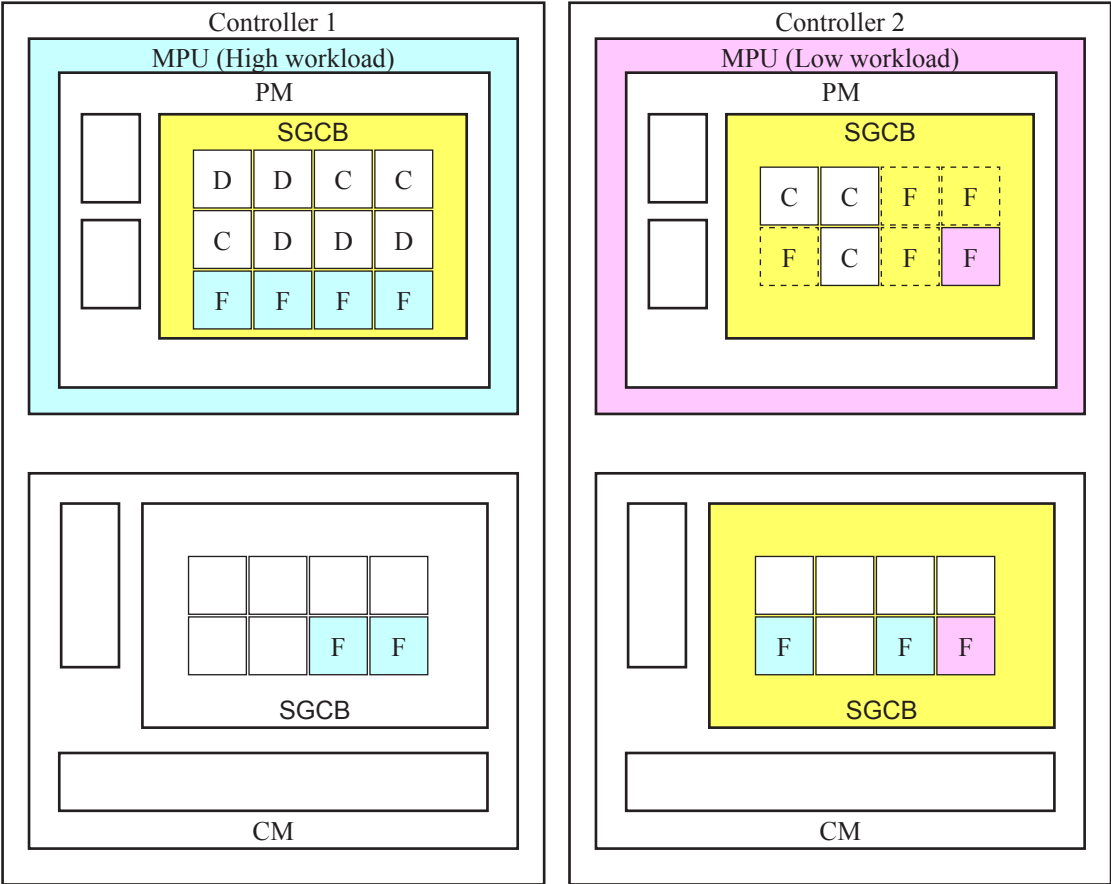 Controller 1
MPU (High workload)
PM
SGCB
D D C C
C D D D
F F F F
F F
SGCB
CM
Controller 2
MPU (Low workload)
PM
SGCB
C C F F
F C F F
F F F
SGCB
CM